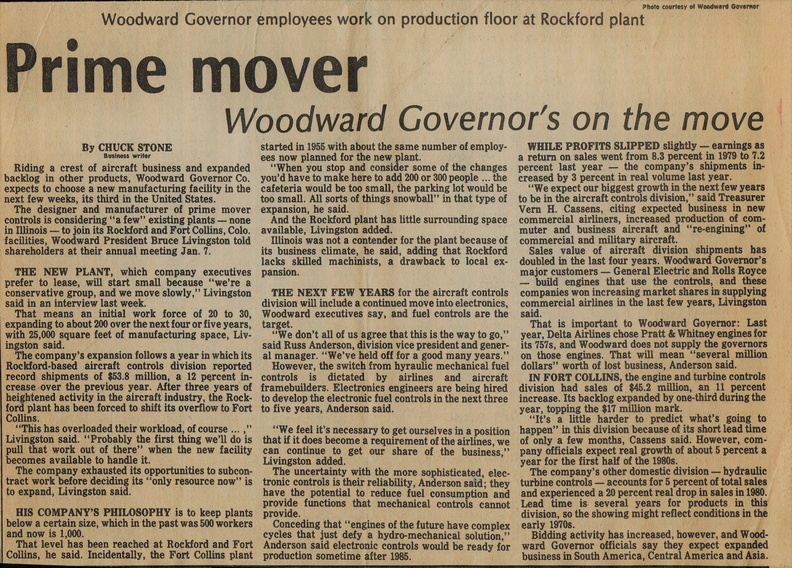 Photo courtesy of Woodward Governor
Woodward Governor employees work on production floor at Rockford plant
Prime mover
Woodward Governor's on the move
By CHUCK STONE
Business writer
Riding a crest of aircraft business and expanded
backlog in other products, Woodward Governor Co.
expects to choose a new manufacturing facility in the
next few weeks, its third in the United States.
The designer and manufacturer of prime mover
controls is considering "a few" existing plants — none
in Illinois — to join its Rockford and Fort Collins, Colo.
facilities, Woodward President Bruce Livingston told
shareholders at their annual meeting Jan. 7.
THE NEW PLANT, which company executives
prefer to lease, will start small because "we're a
conservative group, and we move slowly," Livingston
said in an interview last week.
That means an initial work force of 20 to 30,
expanding to about 200 over the next four or five years,
with 25,000 square feet of manufacturing space, Liv-
ingston said.
The company's expansion follows a year in which its
Rockford-based aircraft controls division reported
record shipments of $53.8 million, a 12 percent in-
crease over the previous year. After three years of
heightened activity in the aircraft industry, the Rock-
ford plant has been forced to shift its overflow to Fort
Collins.
"This has overloaded their workload, of course ... ,"
Livingston said. "Probably the first thing we'll do is
pull that work out of there" when the new facility
becomes available to handle it.
The company exhausted its opportunities to subcon-
tract work before deciding its "only resource now" is
to expand, Livingston said.
HIS COMPANY'S PHILOSOPHY is to keep plants
below a certain size, which in the past was 500 workers
and now is 1,000.
That level has been reached at Rockford and Fort
Collins, he said. Incidentally, the Fort Collins plant
started in 1955 with about the same number of employ-
ees now planned for the new plant.
"When you stop and consider some of the changes
you'd have to make here to add 200 or 300 people ... the
cafeteria would be too small, the parking lot would be
too small. All sorts of things snowball" in that type of
expansion, he said.
And the Rockford plant has little surrounding space
available, Livingston added.
Illinois was not a contender for the plant because of
its business climate, he said, adding that Rockford
lacks skilled machinists, a drawback to local ex-
pansion.
THE NEXT FEW YEARS for the aircraft controls
division will include a continued move into electronics,
Woodward executives say, and fuel controls are the
target.
"We don't all of us agree that this is the way to go,"
said Russ Anderson, division vice president and gener-
al manager. "We've held off for a good many years."
However, the switch from hyraulic mechanical fuel
controls is dictated by airlines and aircraft
framebuilders. Electronics engineers are being hired
to develop the electronic fuel controls in the next three
to five years, Anderson said.
"We feel it's necessary to get ourselves in a position
that if it does become a requirement of the airlines, we
can continue to get our share of the business,"
Livingston added.
The uncertainty with the more sophisticated, elec-
tronic controls is their reliability, Anderson said; they
have the potential to reduce fuel consumption and
provide functions that mechanical controls cannot
provide.
Conceding that "engines of the future have complex
cycles that just defy a hydro-mechanical solution,"
Anderson said electronic controls would be ready for
production sometime after 1985.
WHILE PROFITS SLIPPED slightly — earnings as
a return on sales went from 8.3 percent in 1979 to 7.2
percent last year — the company's shipments in-
creased by 3 percent in real volume last year.
"We expect our biggest growth in the next few years
to be in the aircraft controls division," said Treasurer
Vern H. Cassens, citing expected business in new
commercial airliners, increased production of com-
muter and business aircraft and "re-engining" of
commercial and military aircraft.
Sales value of aircraft division shipments has
doubled in the last four years. Woodward Governor's
major customers — General Electric and Rolls Royce
— build engines that use the controls, and these
companies won increasing market shares in supplying
commercial airlines in the last few years, Livingston
said.
That is important to Woodward Governor: Last
year, Delta Airlines chose Pratt & Whitney engines for
its 757s, and Woodward does not supply the governors
on those engines. That will mean "several million
dollars" worth of lost business, Anderson said.
IN FORT COLLINS, the engine and turbine controls
division had sales of $45.2 million, an 11 percent
increase. Its backlog expanded by one-third during the
year, topping the $17 million mark.
"It's a little harder to predict what's going to
happen" in this division because of its short lead time
of only a few months, Cassens said. However, com-
pany officials expect real growth of about 5 percent a
year for the first half of the 1980s.
The company's other domestic division — hydraulic
turbine controls — accounts for 5 percent of total sales
and experienced a 20 percent real drop in sales in 1980.
Lead time is several years for products in this
division, so the showing might reflect conditions in the
early 1970s.
Bidding activity has increased, however, and Wood-
ward Governor officials say they expect expanded
business in South America, Central America and Asia.